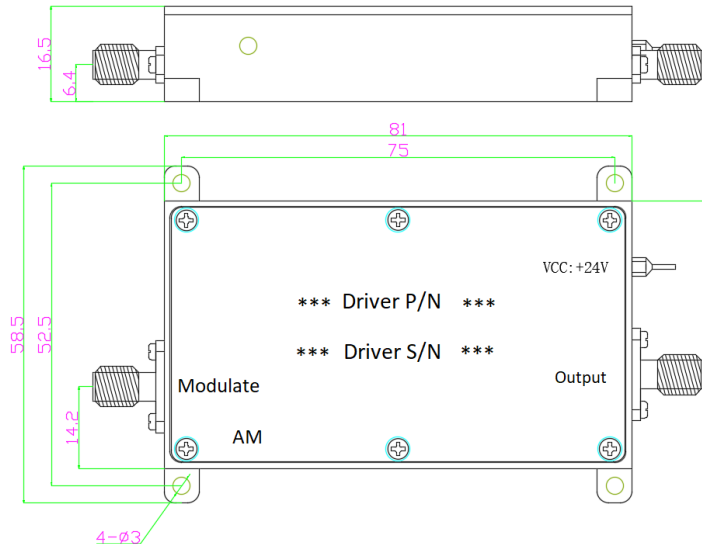 16.5
6.4
81
75
VCC:+24V
*** Driver P/N ***
*** Driver S/N ***
58.5
52.5
Output
Modulate
14.2
AM
4-ø3